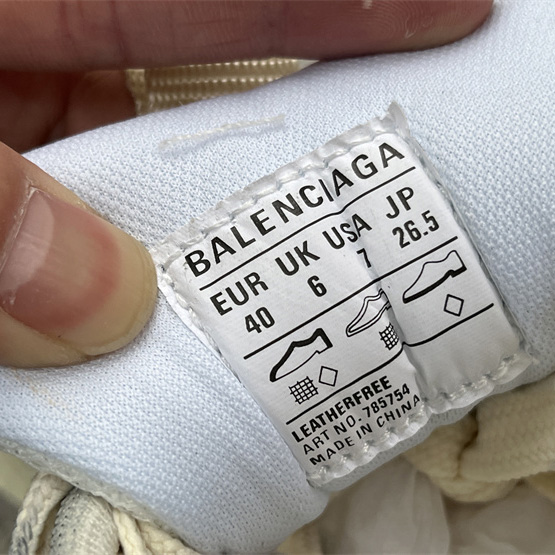 BALENCIAGA
EUR UK USA JP
40 6 7 26.5
LEATHERFREE
ART NO-785754
MADE IN CHINA